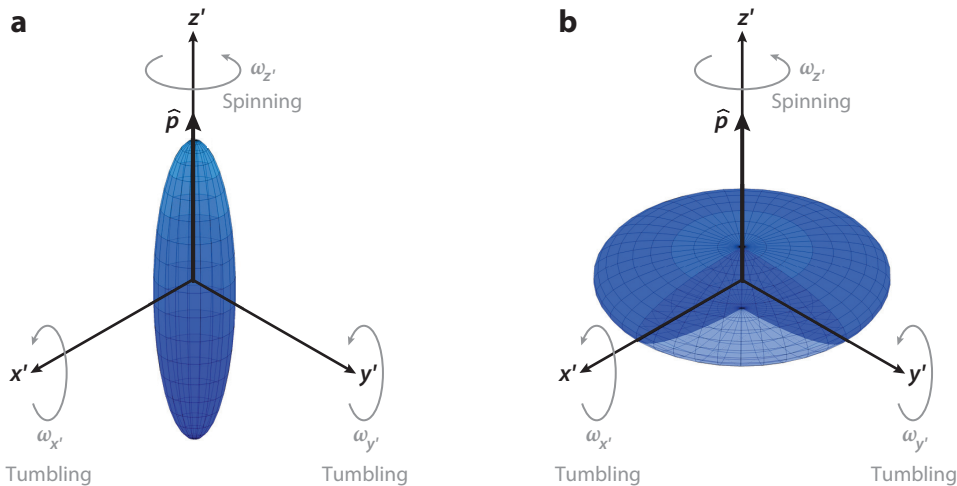 a
z'
ω_z'
Spinning
p̂
x'
y'
ω_x'
ω_y'
Tumbling
Tumbling
b
z'
ω_z'
Spinning
p̂
x'
y'
ω_x'
ω_y'
Tumbling
Tumbling